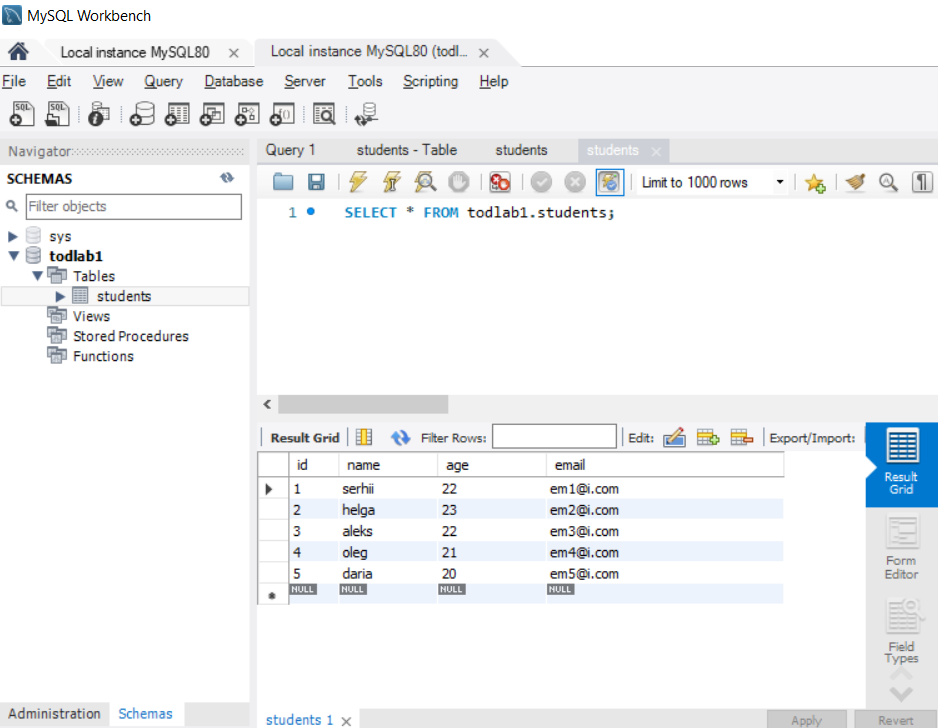 MySQL Workbench
Local instance MySQL80
Local instance MySQL80 (todl...
File Edit View Query Database Server Tools Scripting Help
SQL SQL
Navigator
Query 1 students - Table students students
SCHEMAS
Limit to 1000 rows
Filter objects
1 SELECT * FROM todlab1.students;
sys
todlab1
Tables
students
Views
Stored Procedures
Functions
Result Grid Filter Rows: Edit: Export/Import:
id name age email
1 serhii 22 em1@i.com
2 helga 23 em2@i.com
3 aleks 22 em3@i.com
4 oleg 21 em4@i.com
5 daria 20 em5@i.com
NULL NULL NULL NULL
Result
Grid
Form
Editor
Field
Types
Administration Schemas
students 1
Apply Revert